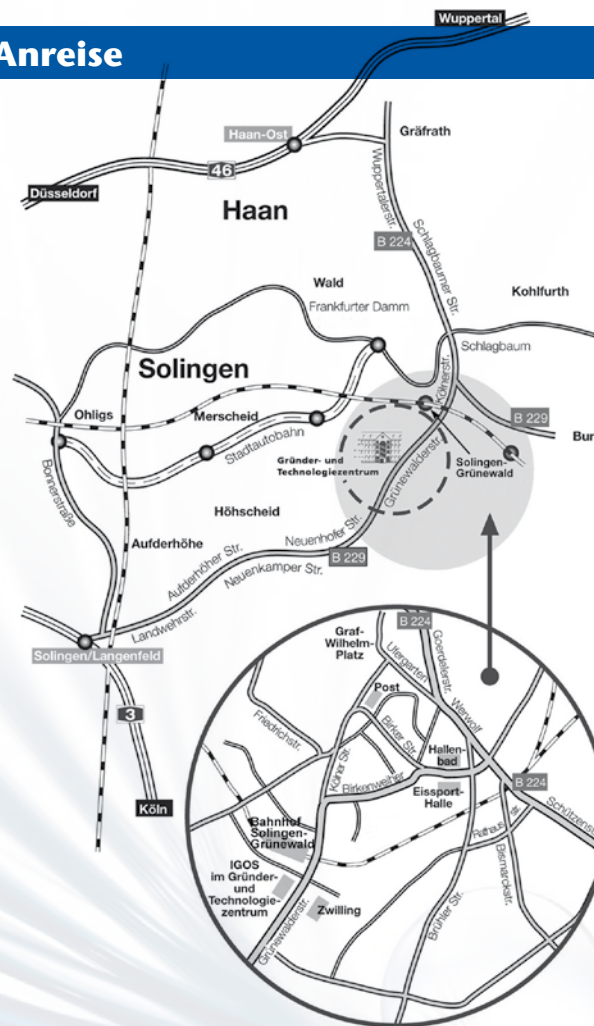 Wuppertal
Anreise
Haan-Ost
Gräfrath
46
Wuppertalerstr.
Düsseldorf
Haan
Schlagbaumer Str.
B 224
Wald
Kohlfurth
Frankfurter Damm
Schlagbaum
Solingen
Kölnerstr.
Ohligs
Merscheid
B 229
Stadtautobahn
Bur
Gründer- und
Technologiezentrum
Solingen-
Grünewald
Grünewalderstr.
Bonnerstraße
Höhscheid
Neuenhofer Str.
Aufderhöhe
Aufderhöher Str.
B 229
Neuenkamper Str.
Landwehrstr.
Solingen/Langenfeld
B 224
Graf-
Wilhelm-
Platz
Ufergarten
Goerdelerstr.
Post
3
Werwolf
Friedrichstr.
Birker Str.
Hallen-
bad
Kölner Str.
Birkenweiher
Eissport-
Halle
B 224
Köln
Schützenst
Bahnhof
Solingen-
Grünewald
Rathaus str.
Bismarckstr.
IGOS
im Gründer-
und
Technologie-
zentrum
Zwilling
Brühler Str.
Grünewalderstr.